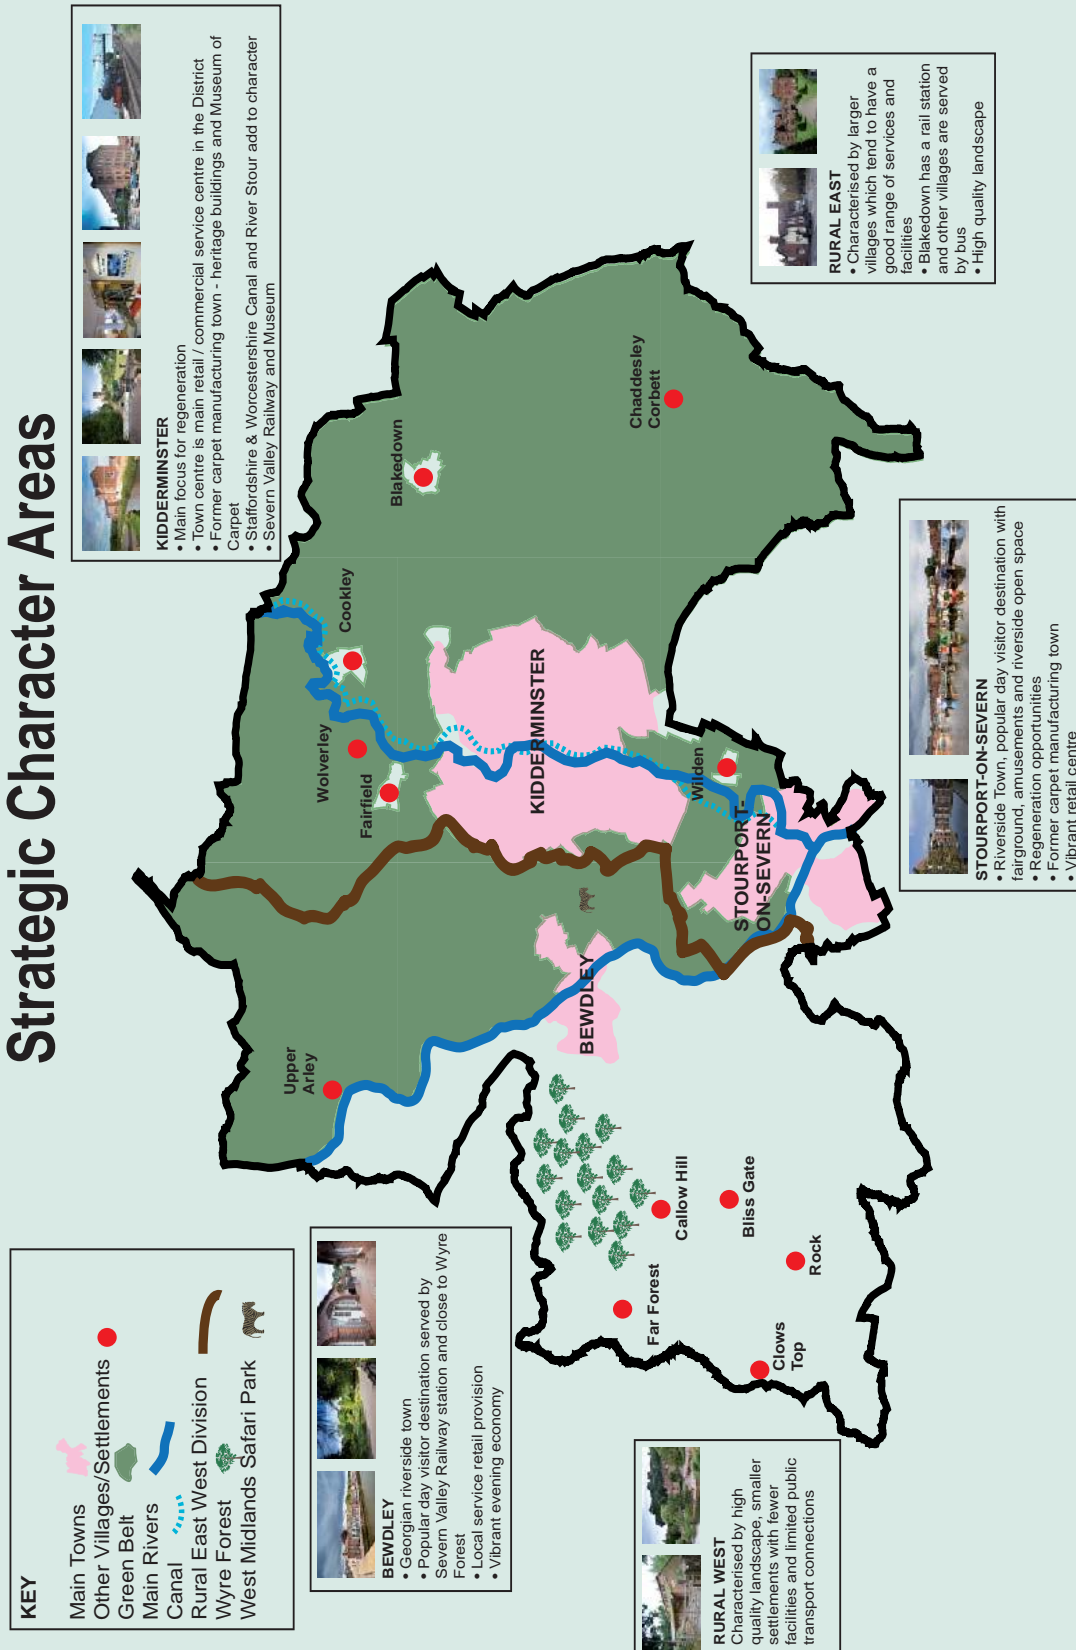 Strategic Character Areas
KEY
Main Towns
Other Villages/Settlements
Green Belt
Main Rivers
Canal
Rural East West Division
Wyre Forest
West Midlands Safari Park
KIDDERMINSTER
• Main focus for regeneration
• Town centre is main retail / commercial service centre in the District
• Former carpet manufacturing town - heritage buildings and Museum of
Carpet
• Staffordshire & Worcestershire Canal and River Stour add to character
• Severn Valley Railway and Museum
BEWDLEY
• Georgian riverside town
• Popular day visitor destination served by
Severn Valley Railway station and close to Wyre
Forest
• Local service retail provision
• Vibrant evening economy
RURAL WEST
Characterised by high
quality landscape, smaller
settlements with fewer
facilities and limited public
transport connections
RURAL EAST
• Characterised by larger
villages which tend to have a
good range of services and
facilities
• Blakedown has a rail station
and other villages are served
by bus
• High quality landscape
STOURPORT-ON-SEVERN
• Riverside Town, popular day visitor destination with
fairground, amusements and riverside open space
• Regeneration opportunities
• Former carpet manufacturing town
• Vibrant retail centre
Upper
Arley
Wolverley
Fairfield
Cookley
Blakedown
Chaddesley
Corbett
KIDDERMINSTER
Wilden
STOURPORT-
ON-SEVERN
BEWDLEY
Far Forest
Callow Hill
Bliss Gate
Rock
Clows
Top